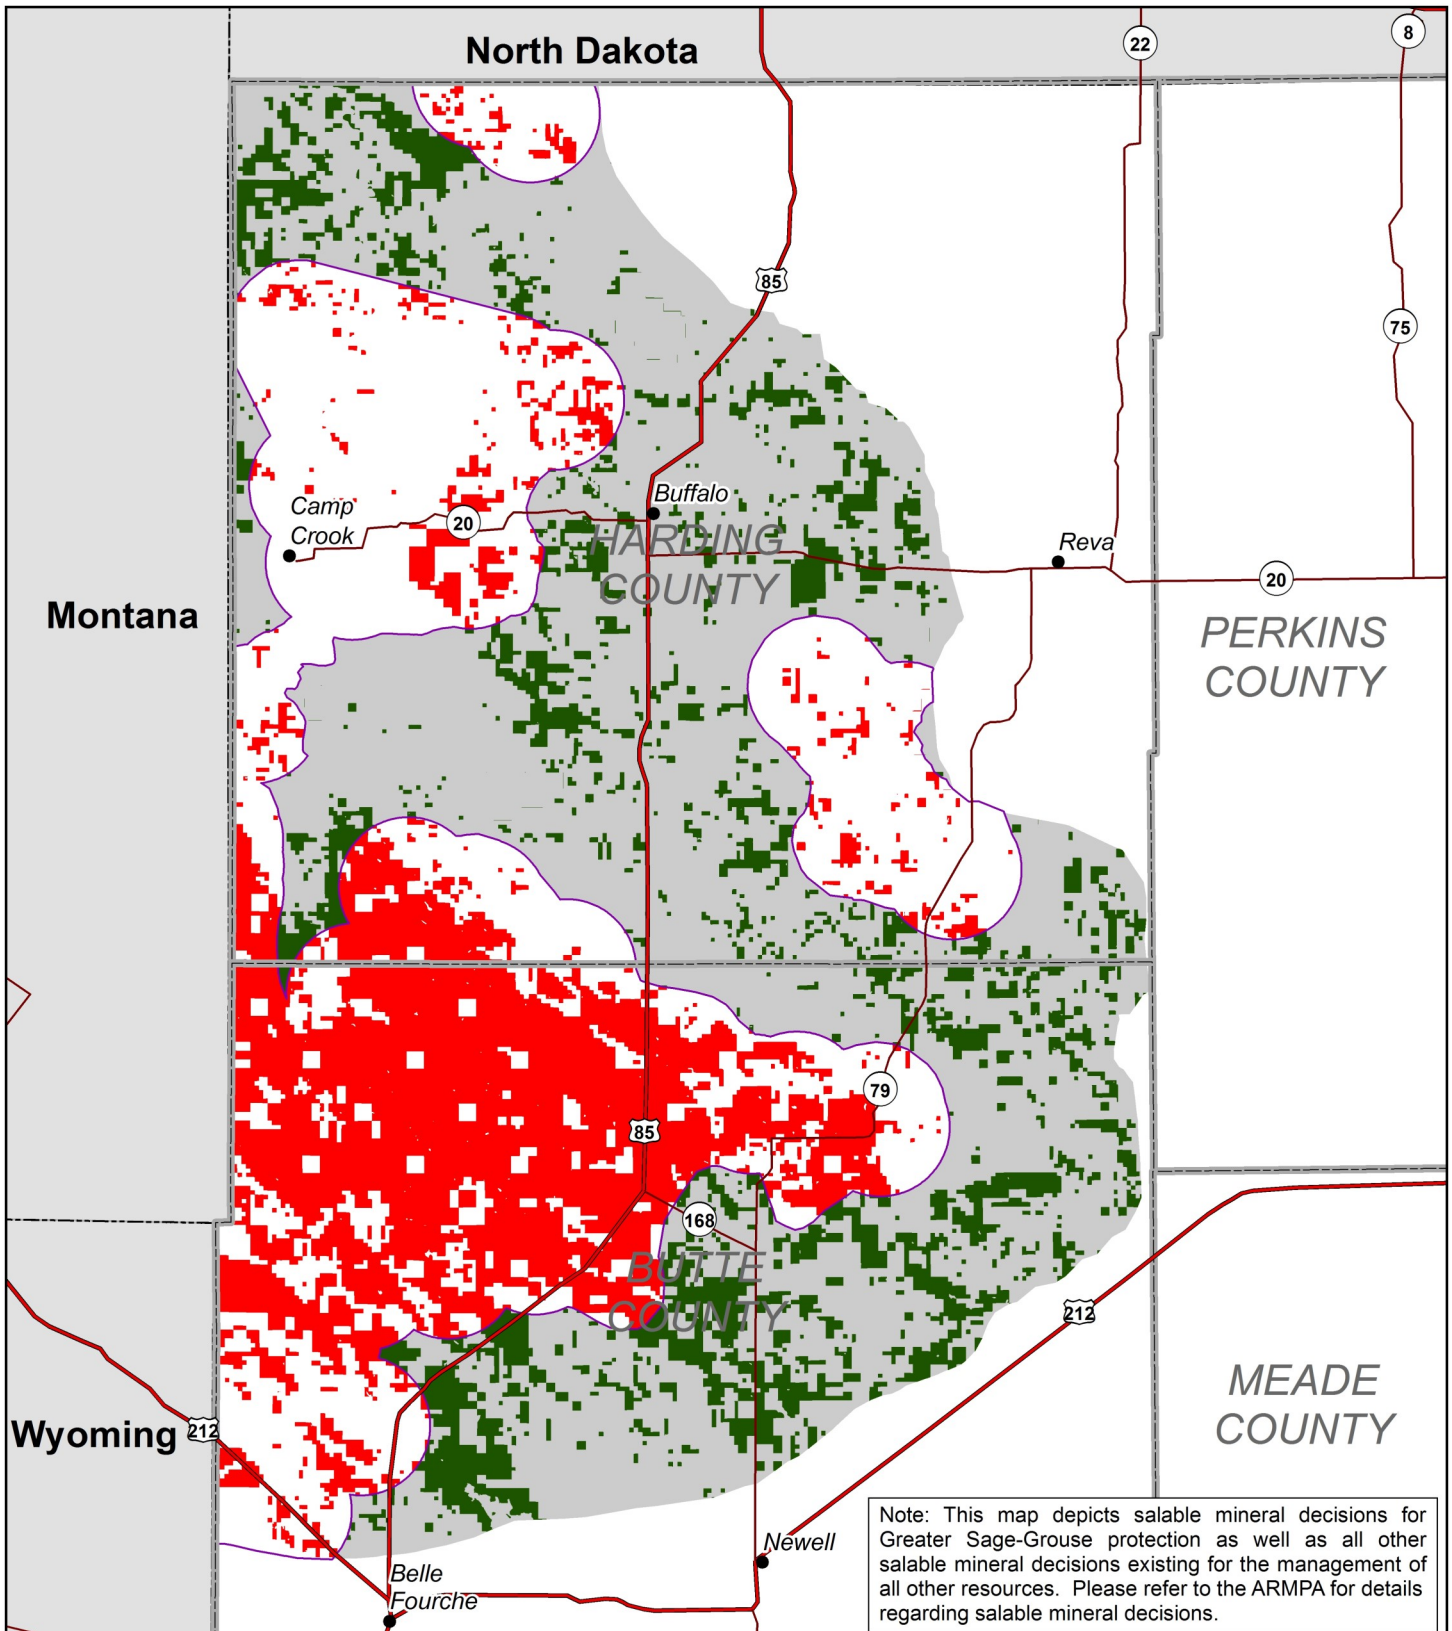 North Dakota
22
8
85
75
Camp
Crook
20
Buffalo
HARDING
COUNTY
Reva
20
Montana
PERKINS
COUNTY
79
85
168
BUTTE
COUNTY
212
MEADE
COUNTY
Wyoming
212
Newell
Belle
Fourche
Note: This map depicts salable mineral decisions for
Greater Sage-Grouse protection as well as all other
salable mineral decisions existing for the management of
all other resources. Please refer to the ARMPA for details
regarding salable mineral decisions.